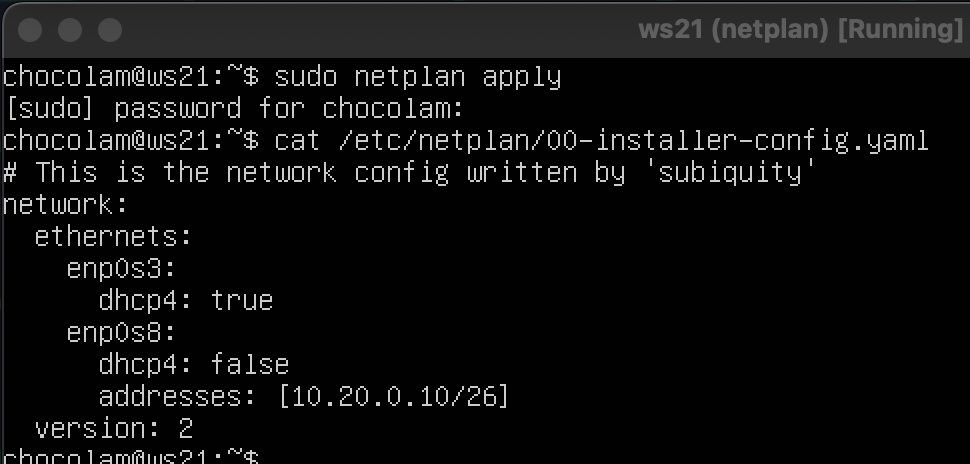 ws21 (netplan) [Running]
chocolam@ws21:~$ sudo netplan apply
[sudo] password for chocolam:
chocolam@ws21:~$ cat /etc/netplan/00-installer-config.yaml
# This is the network config written by 'subiquity'
network:
  ethernets:
    enp0s3:
      dhcp4: true
    enp0s8:
      dhcp4: false
      addresses: [10.20.0.10/26]
  version: 2
chocolam@ws21:~$